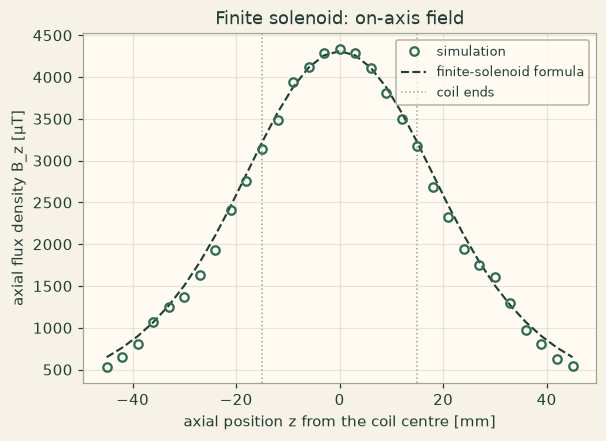 Finite solenoid: on-axis field
axial flux density B_z [μT]
4500
4000
3500
3000
2500
2000
1500
1000
500
simulation
finite-solenoid formula
coil ends
−40
−20
0
20
40
axial position z from the coil centre [mm]